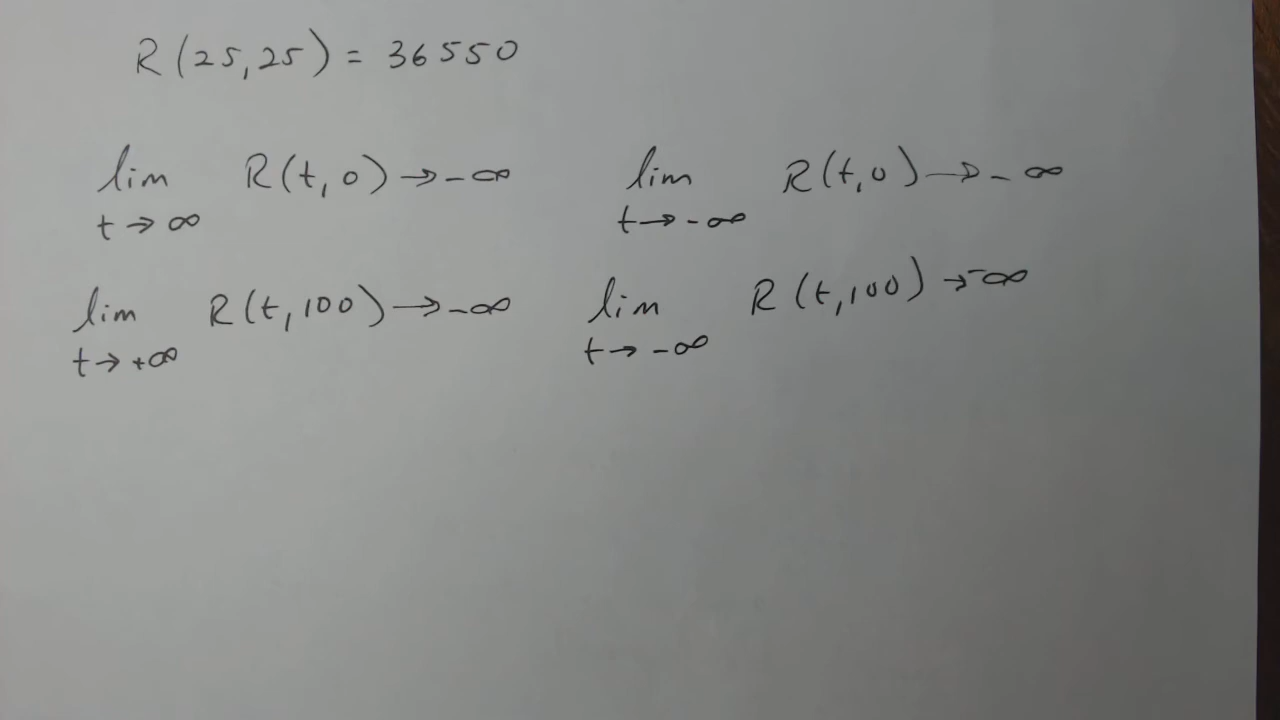 R(25,25) = 36550
lim R(t,0) → -∞ lim R(t,0) → -∞
t → ∞ t → -∞
lim R(t,100) → -∞ lim R(t,100) → -∞
t → +∞ t → -∞